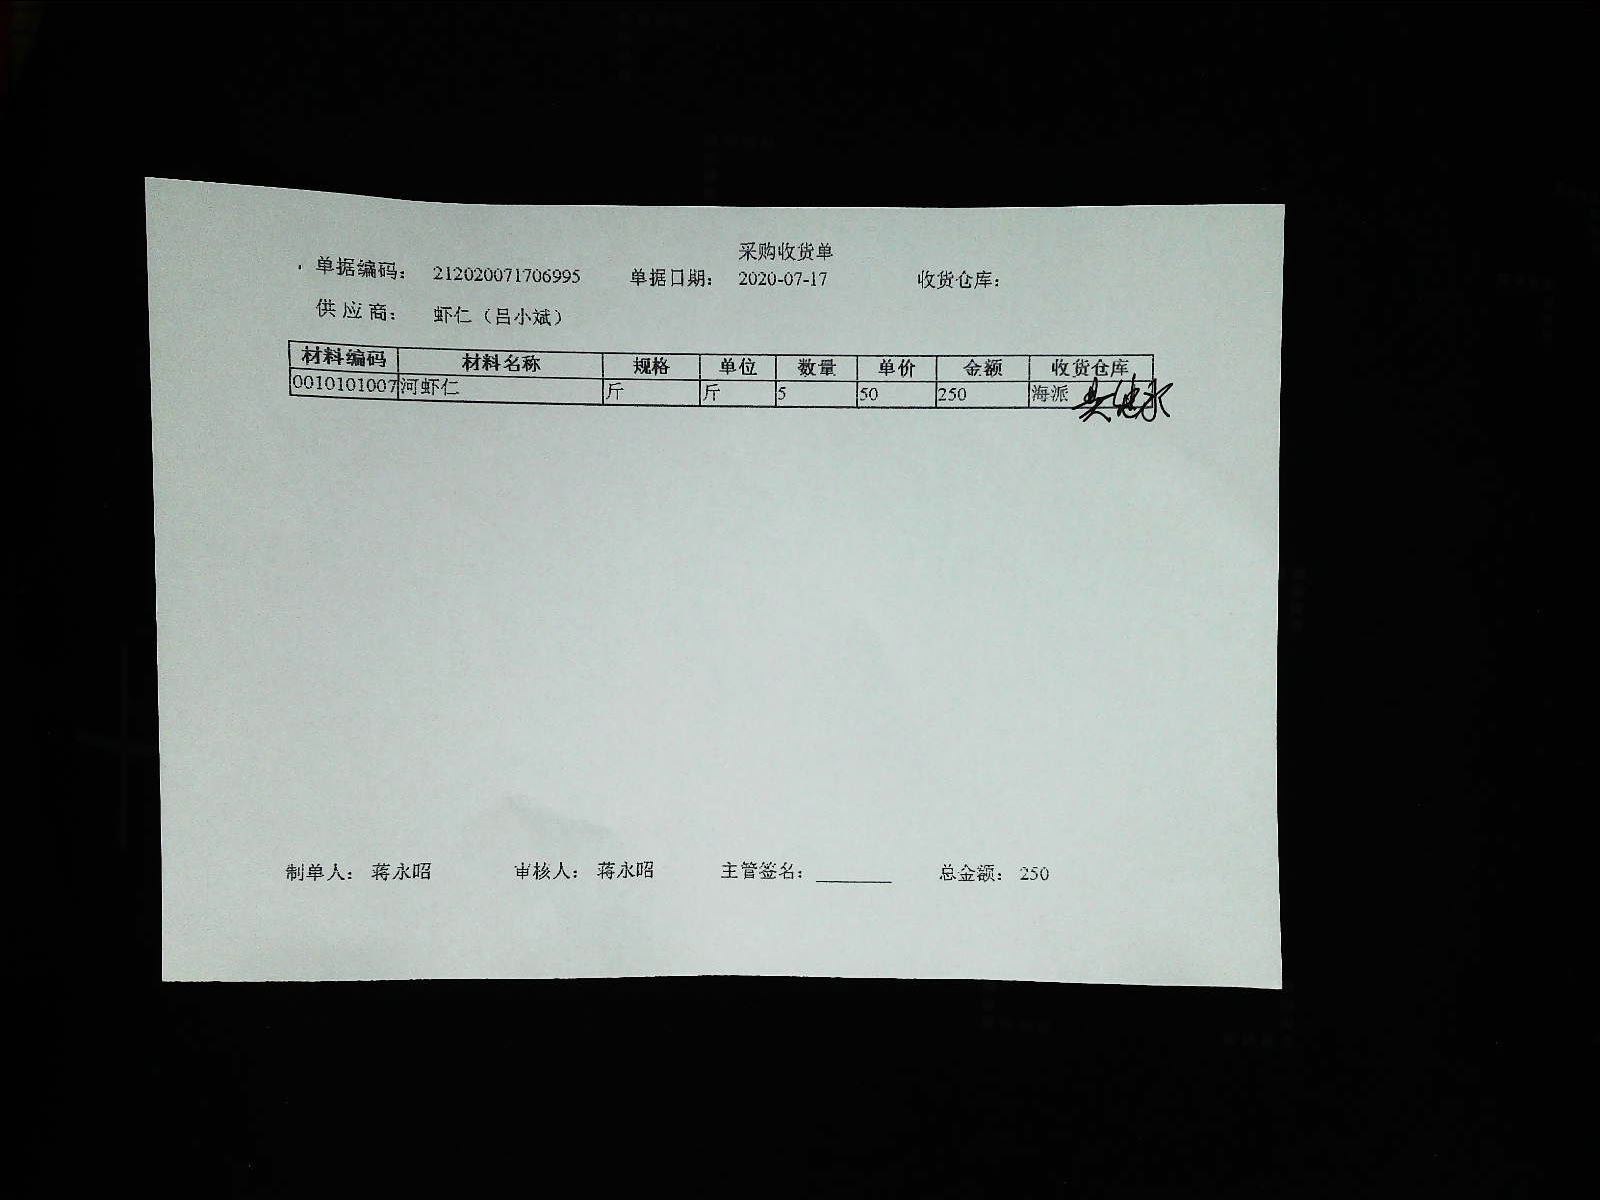 采购收货单
单据编码： 212020071706995 单据日期： 2020-07-17 收货仓库：
供应商： 虾仁（吕小斌）
材料编码 材料名称 规格 单位 数量 单价 金额 收货仓库
0010101007 河虾仁 斤 斤 5 50 250 海派
制单人： 蒋永昭 审核人： 蒋永昭 主管签名： 总金额： 250